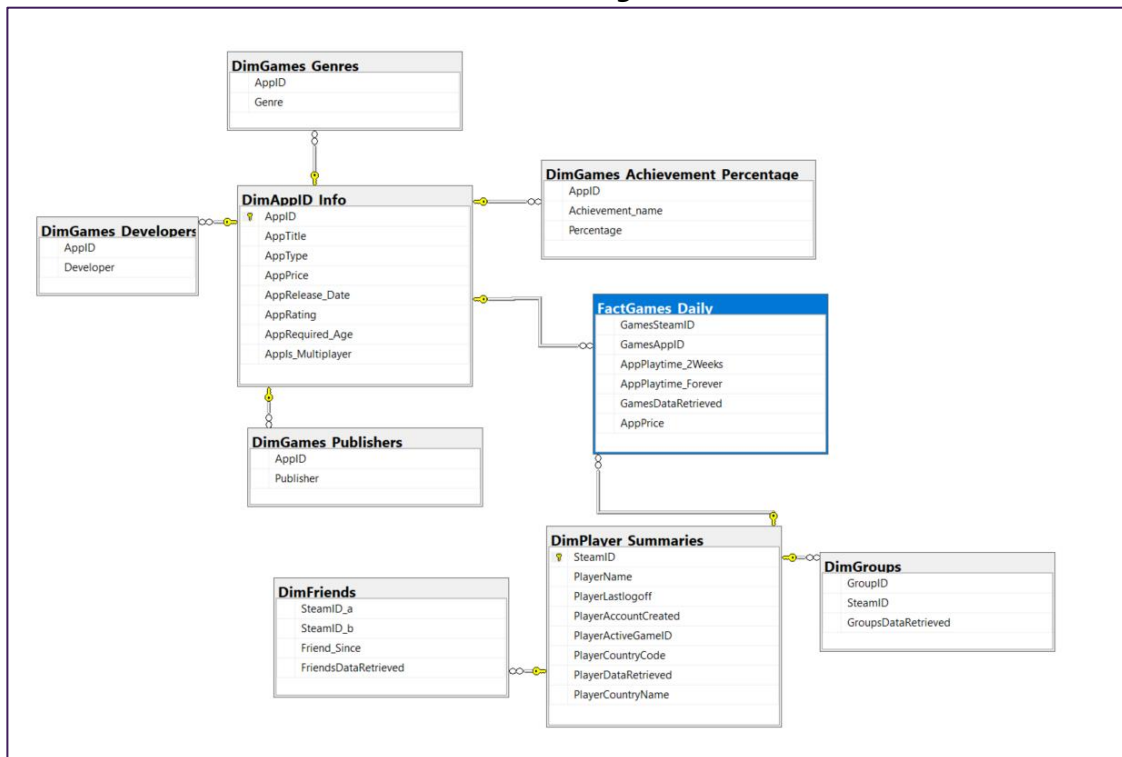 DimGames Genres
AppID
Genre
DimGames Achievement Percentage
AppID
Achievement_name
Percentage
DimAppID Info
AppID
AppTitle
AppType
AppPrice
AppRelease_Date
AppRating
AppRequired_Age
AppIs_Multiplayer
DimGames Developers
AppID
Developer
FactGames Daily
GamesSteamID
GamesAppID
AppPlaytime_2Weeks
AppPlaytime_Forever
GamesDataRetrieved
AppPrice
DimGames Publishers
AppID
Publisher
DimPlayer Summaries
SteamID
PlayerName
PlayerLastlogoff
PlayerAccountCreated
PlayerActiveGameID
PlayerCountryCode
PlayerDataRetrieved
PlayerCountryName
DimGroups
GroupID
SteamID
GroupsDataRetrieved
DimFriends
SteamID_a
SteamID_b
Friend_Since
FriendsDataRetrieved